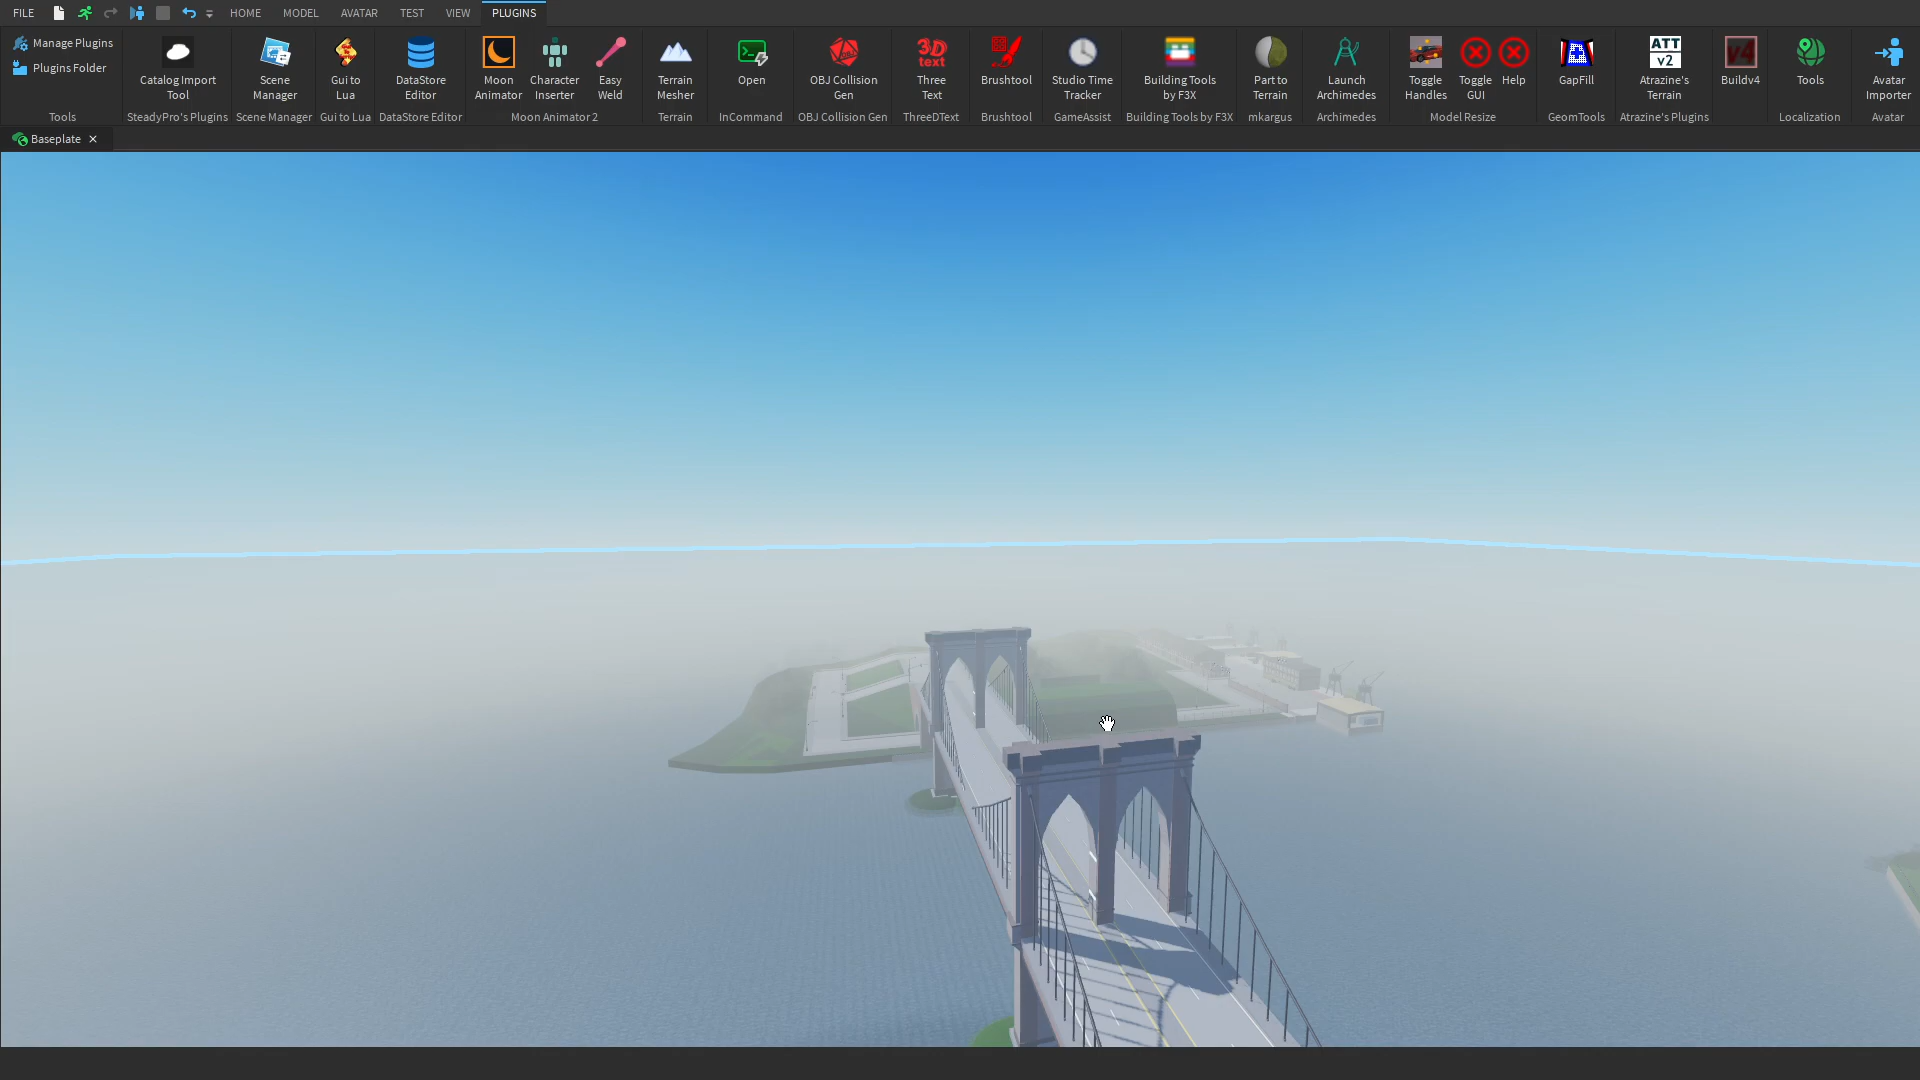 FILE HOME MODEL AVATAR TEST VIEW PLUGINS
Manage Plugins
Plugins Folder
Tools
Catalog Import
Tool
SteadyPro's Plugins
Scene
Manager
Scene Manager
Gui to
Lua
Gui to Lua
DataStore
Editor
DataStore Editor
Moon
Animator
Character
Inserter
Easy
Weld
Moon Animator 2
Terrain
Mesher
Terrain
Open
InCommand
OBJ Collision
Gen
OBJ Collision Gen
3D
text
Three
Text
ThreeDText
Brushtool
Brushtool
Studio Time
Tracker
GameAssist
Building Tools
by F3X
Building Tools by F3X
Part to
Terrain
mkargus
Launch
Archimedes
Archimedes
Toggle
Handles
Toggle
GUI
Help
Model Resize
GapFill
GeomTools
ATT
v2
Atrazine's
Terrain
Atrazine's Plugins
v4
Buildv4
Tools
Localization
Avatar
Importer
Avatar
Baseplate